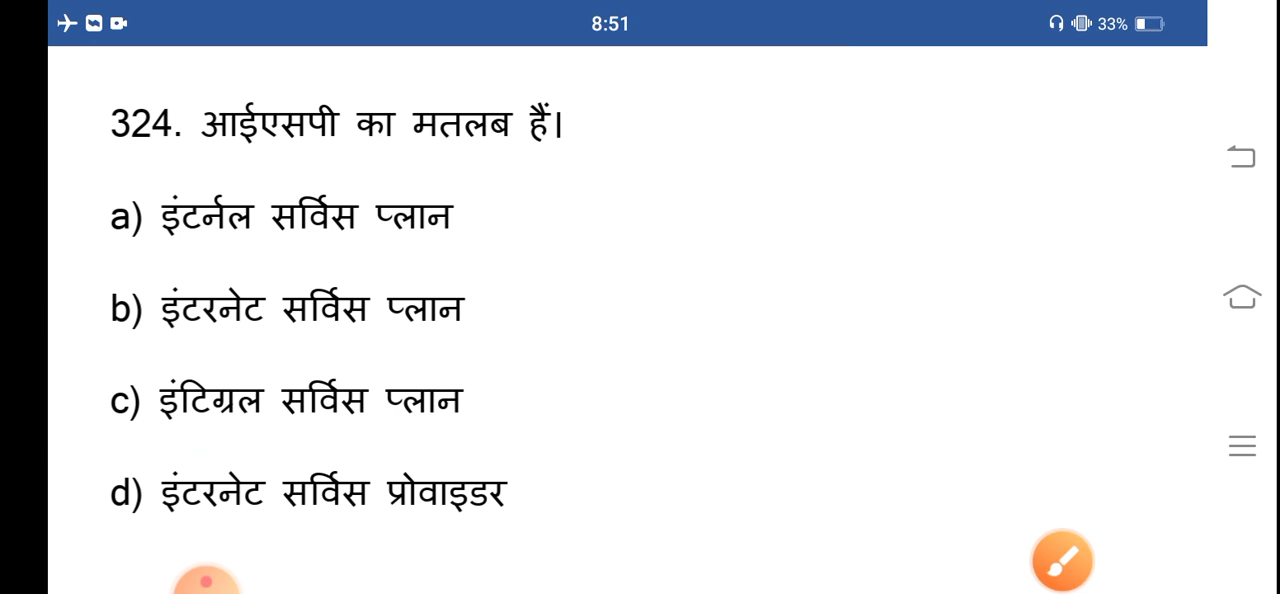 8:51
33%
324. आईएसपी का मतलब हैं।
a) इंटर्नल सर्विस प्लान
b) इंटरनेट सर्विस प्लान
c) इंटिग्रल सर्विस प्लान
d) इंटरनेट सर्विस प्रोवाइडर